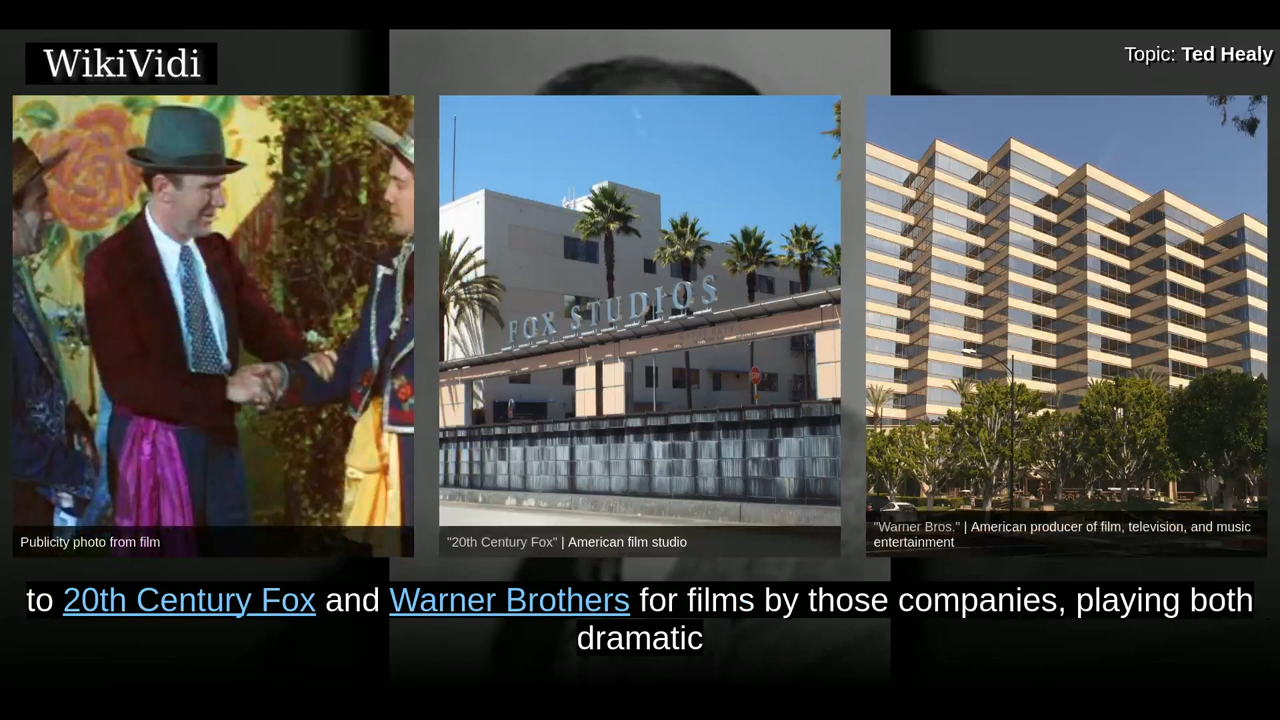 WikiVidi
Topic: Ted Healy
FOX STUDIOS
Publicity photo from film
"20th Century Fox" | American film studio
"Warner Bros." | American producer of film, television, and music
entertainment
to 20th Century Fox and Warner Brothers for films by those companies, playing both
dramatic